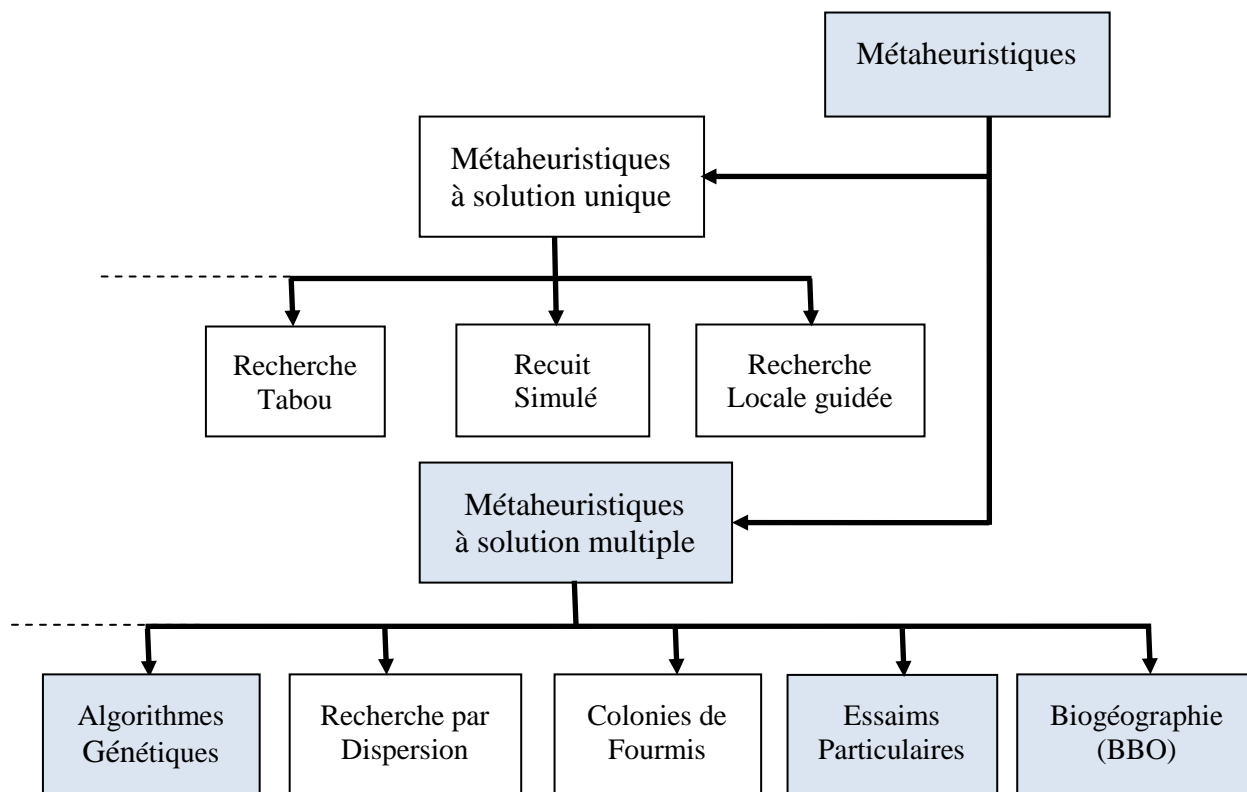 Métaheuristiques
Métaheuristiques
à solution unique
Recherche
Tabou
Recuit
Simulé
Recherche
Locale guidée
Métaheuristiques
à solution multiple
Algorithmes
Génétiques
Recherche par
Dispersion
Colonies de
Fourmis
Essaims
Particulaires
Biogéographie
(BBO)